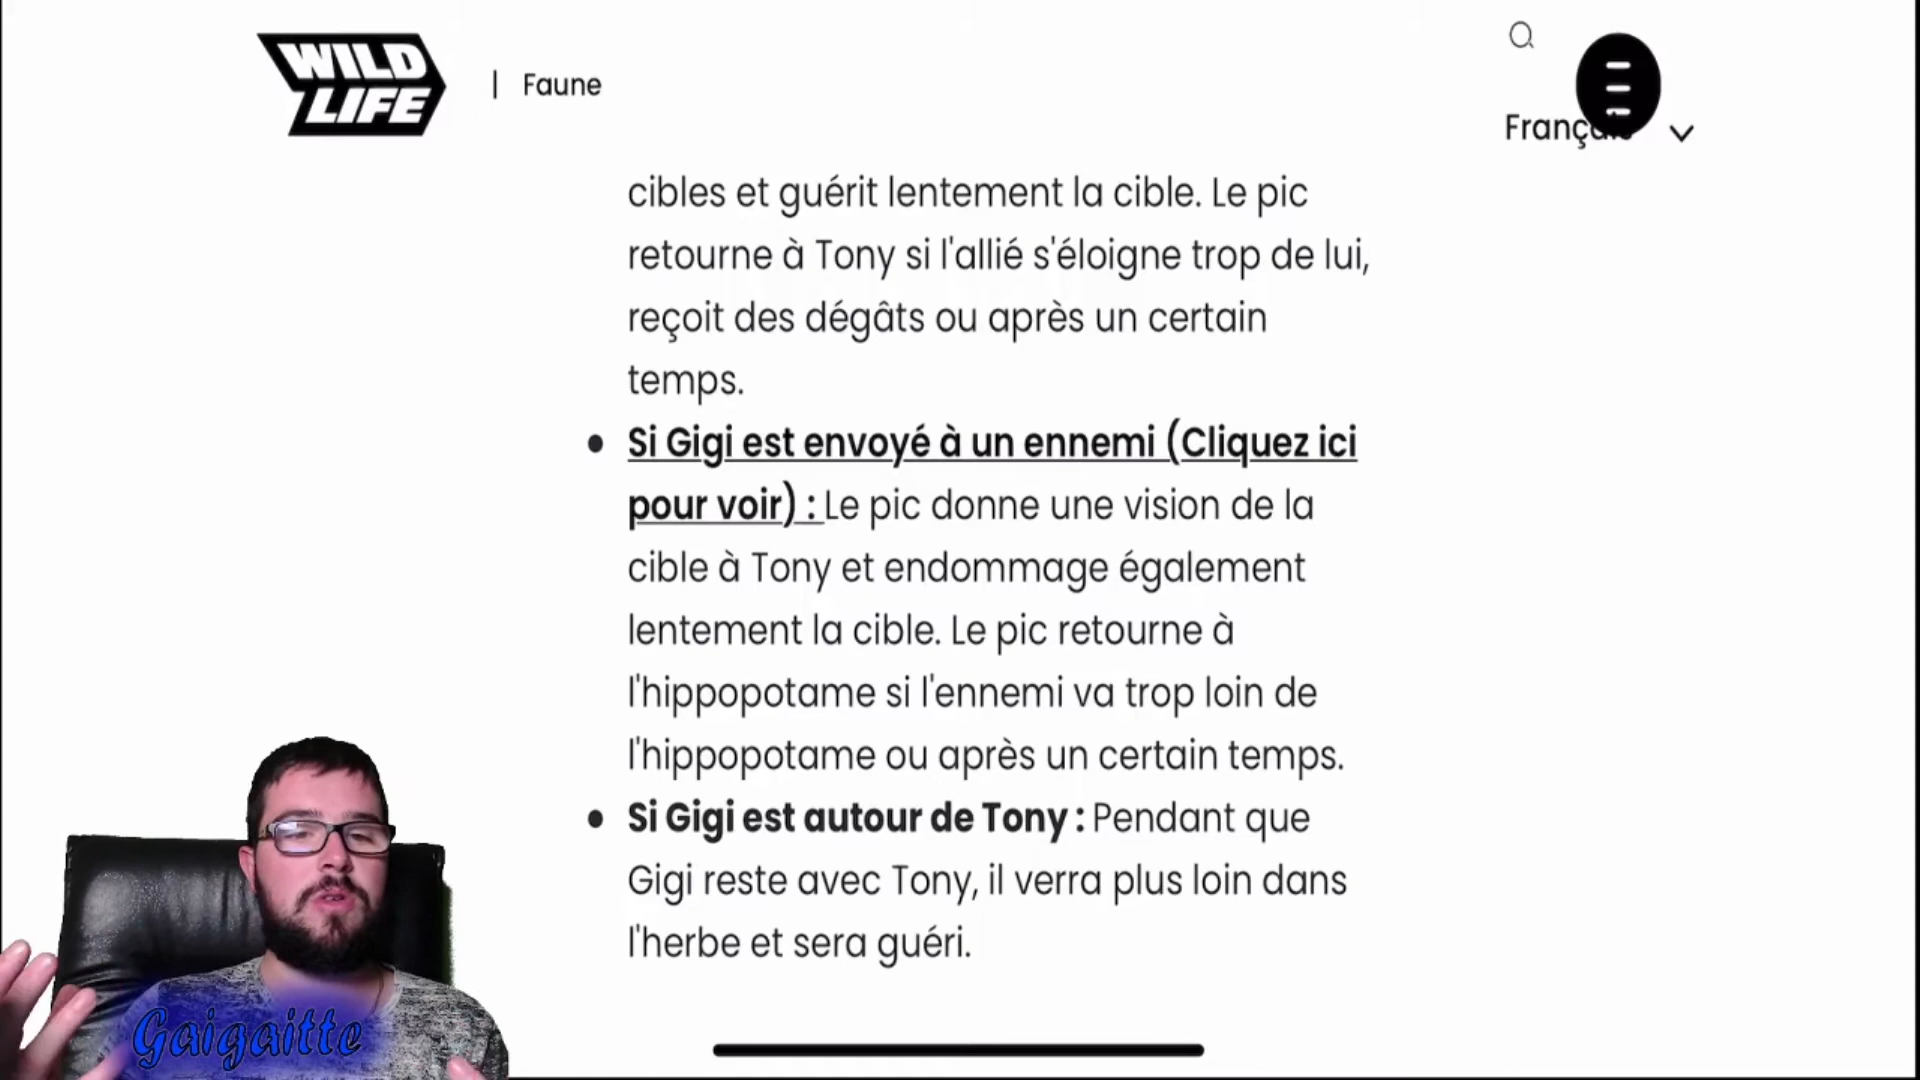 WILD
LIFE
| Faune
Français
cibles et guérit lentement la cible. Le pic
retourne à Tony si l'allié s'éloigne trop de lui,
reçoit des dégâts ou après un certain
temps.
Si Gigi est envoyé à un ennemi (Cliquez ici
pour voir) : Le pic donne une vision de la
cible à Tony et endommage également
lentement la cible. Le pic retourne à
l'hippopotame si l'ennemi va trop loin de
l'hippopotame ou après un certain temps.
Si Gigi est autour de Tony : Pendant que
Gigi reste avec Tony, il verra plus loin dans
l'herbe et sera guéri.
Gaigaitte